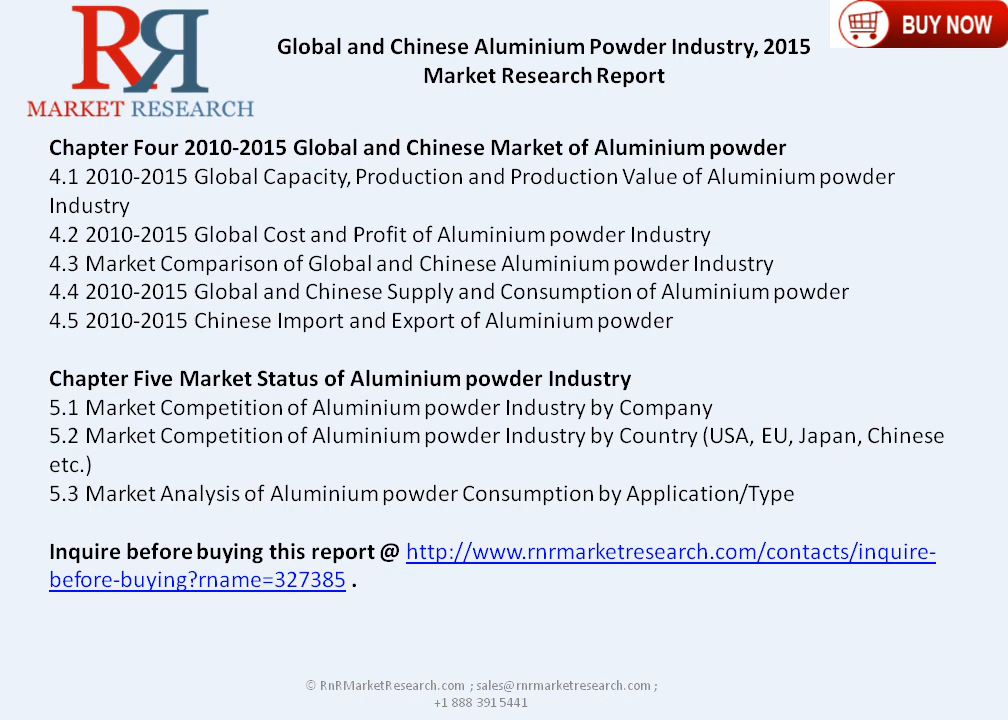 RR
MARKET RESEARCH
BUY NOW
Global and Chinese Aluminium Powder Industry, 2015
Market Research Report
Chapter Four 2010-2015 Global and Chinese Market of Aluminium powder
4.1 2010-2015 Global Capacity, Production and Production Value of Aluminium powder
Industry
4.2 2010-2015 Global Cost and Profit of Aluminium powder Industry
4.3 Market Comparison of Global and Chinese Aluminium powder Industry
4.4 2010-2015 Global and Chinese Supply and Consumption of Aluminium powder
4.5 2010-2015 Chinese Import and Export of Aluminium powder
Chapter Five Market Status of Aluminium powder Industry
5.1 Market Competition of Aluminium powder Industry by Company
5.2 Market Competition of Aluminium powder Industry by Country (USA, EU, Japan, Chinese
etc.)
5.3 Market Analysis of Aluminium powder Consumption by Application/Type
Inquire before buying this report @ http://www.rnrmarketresearch.com/contacts/inquire-
before-buying?rname=327385 .
© RnRMarketResearch.com ; sales@rnrmarketresearch.com ;
+1 888 391 5441